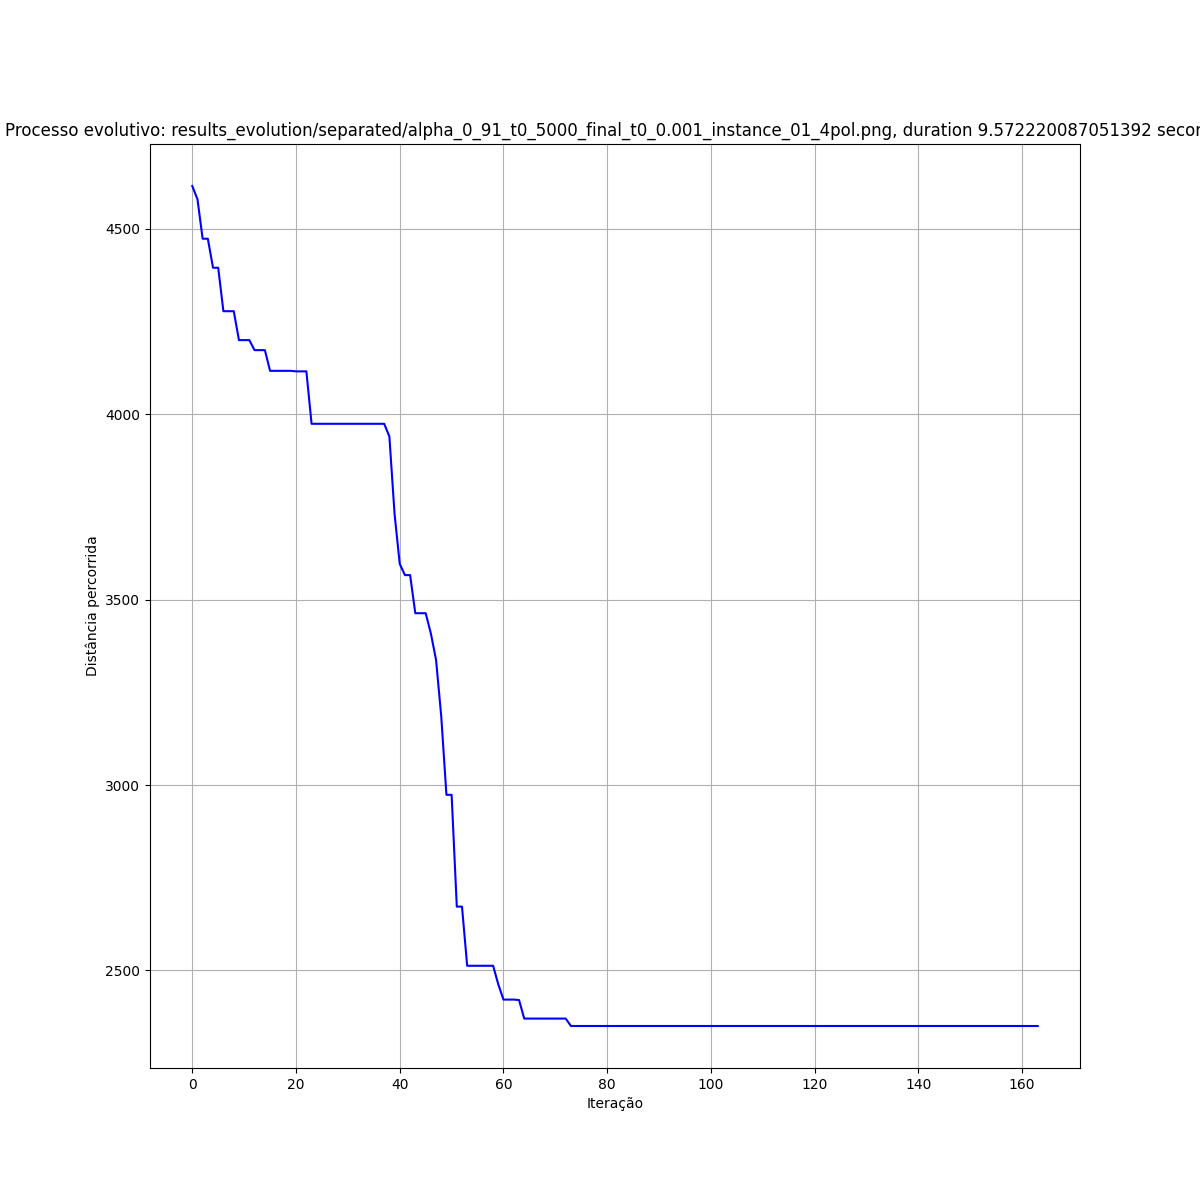 Processo evolutivo: results_evolution/separated/alpha_0_91_t0_5000_final_t0_0.001_instance_01_4pol.png, duration 9.572220087051392
4500
4000
3500
3000
2500
Distância percorrida
0 20 40 60 80 100 120 140 160
Iteração